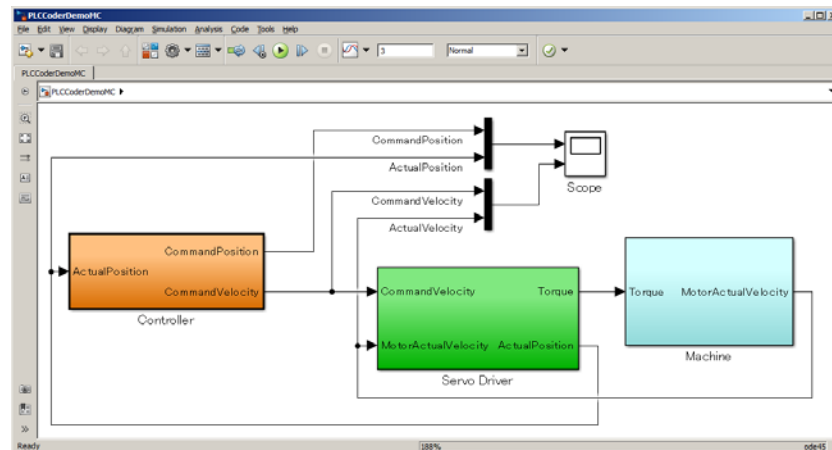 PLCCoderDemoMC
File Edit View Display Diagram Simulation Analysis Code Tools Help
3 Normal
PLCCoderDemoMC
PLCCoderDemoMC
CommandPosition
ActualPosition
Scope
CommandVelocity
ActualVelocity
CommandPosition
ActualPosition
CommandVelocity
Controller
CommandVelocity Torque
MotorActualVelocity ActualPosition
Servo Driver
Torque MotorActualVelocity
Machine
Ready 188% ode45